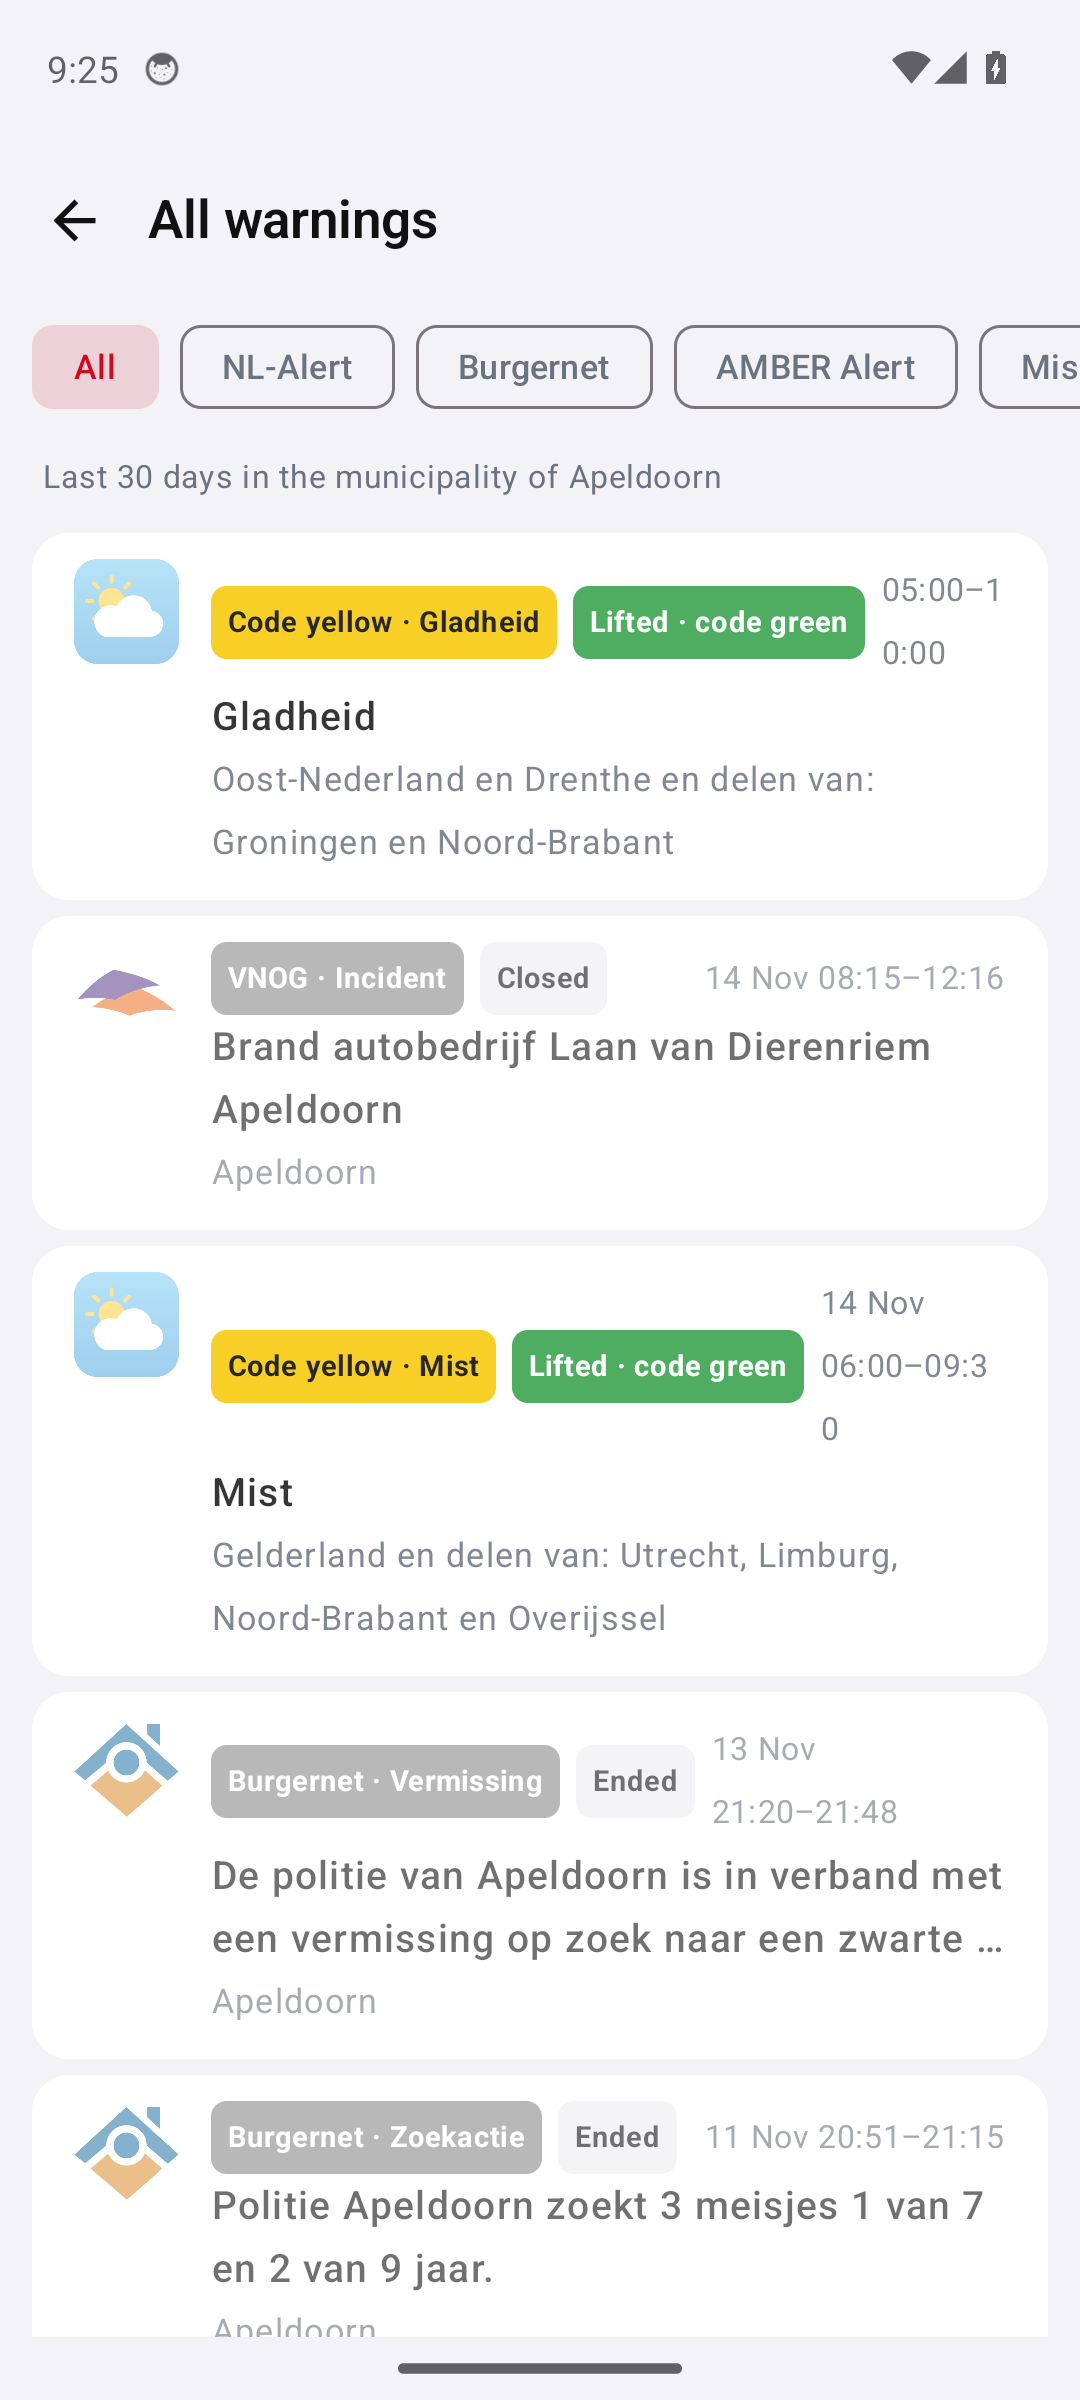 9:25
All warnings
All
NL-Alert
Burgernet
AMBER Alert
Mis
Last 30 days in the municipality of Apeldoorn
Code yellow · Gladheid
Lifted · code green
05:00–1
0:00
Gladheid
Oost-Nederland en Drenthe en delen van:
Groningen en Noord-Brabant
VNOG · Incident
Closed
14 Nov 08:15–12:16
Brand autobedrijf Laan van Dierenriem
Apeldoorn
Apeldoorn
Code yellow · Mist
Lifted · code green
14 Nov
06:00–09:3
0
Mist
Gelderland en delen van: Utrecht, Limburg,
Noord-Brabant en Overijssel
Burgernet · Vermissing
Ended
13 Nov
21:20–21:48
De politie van Apeldoorn is in verband met
een vermissing op zoek naar een zwarte ...
Apeldoorn
Burgernet · Zoekactie
Ended
11 Nov 20:51–21:15
Politie Apeldoorn zoekt 3 meisjes 1 van 7
en 2 van 9 jaar.
Apeldoorn